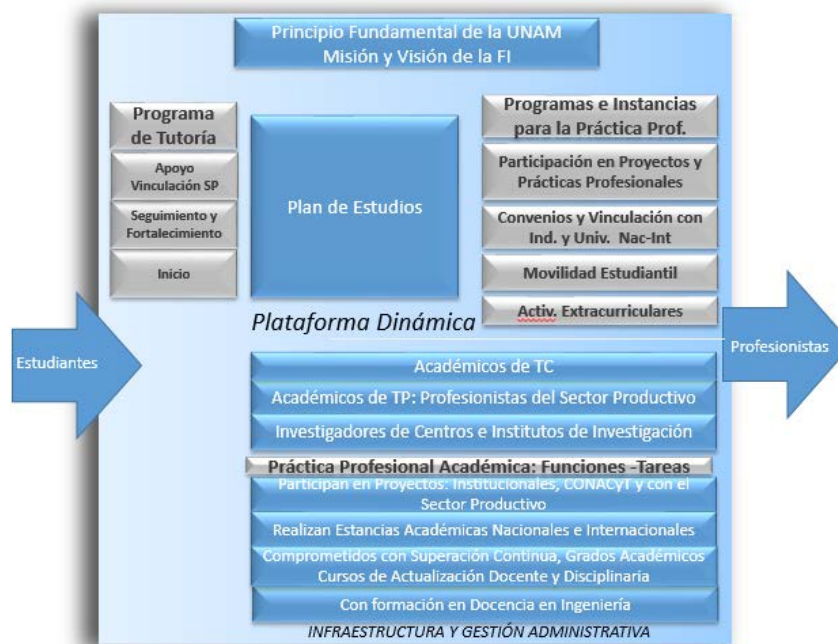 Principio Fundamental de la UNAM
Misión y Visión de la FI
Programa
de Tutoría
Apoyo
Vinculación SP
Seguimiento y
Fortalecimiento
Inicio
Plan de Estudios
Programas e Instancias
para la Práctica Prof.
Participación en Proyectos y
Prácticas Profesionales
Convenios y Vinculación con
Ind. y Univ. Nac-Int
Movilidad Estudiantil
Activ. Extracurriculares
Plataforma Dinámica
Estudiantes
Profesionistas
Académicos de TC
Académicos de TP: Profesionistas del Sector Productivo
Investigadores de Centros e Institutos de Investigación
Práctica Profesional Académica: Funciones -Tareas
Participan en Proyectos: Institucionales, CONACyT y con el
Sector Productivo
Realizan Estancias Académicas Nacionales e Internacionales
Comprometidos con Superación Continua, Grados Académicos
Cursos de Actualización Docente y Disciplinaria
Con formación en Docencia en Ingeniería
INFRAESTRUCTURA Y GESTIÓN ADMINISTRATIVA